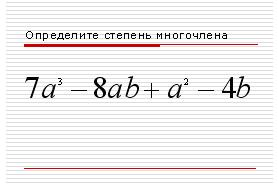 Определите степень многочлена
7a³ − 8ab + a² − 4b